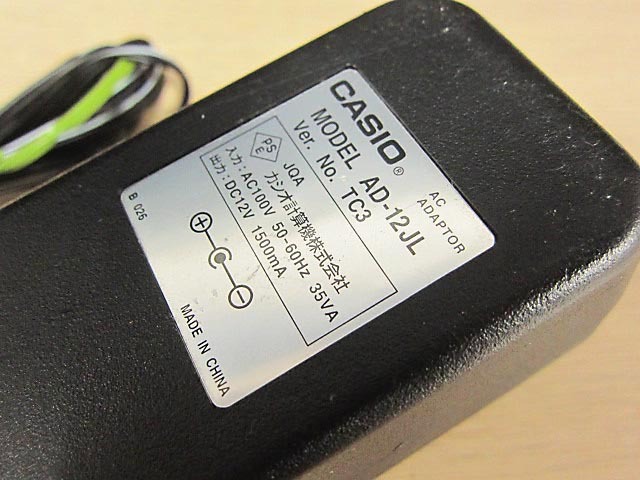 CASIO®
AC
ADAPTOR
MODEL AD-12JL
Ver. No. TC3
PS
E
JQA
カシオ計算機株式会社
入力:AC100V 50-60Hz 35VA
出力:DC12V 1500mA
MADE IN CHINA
B 026